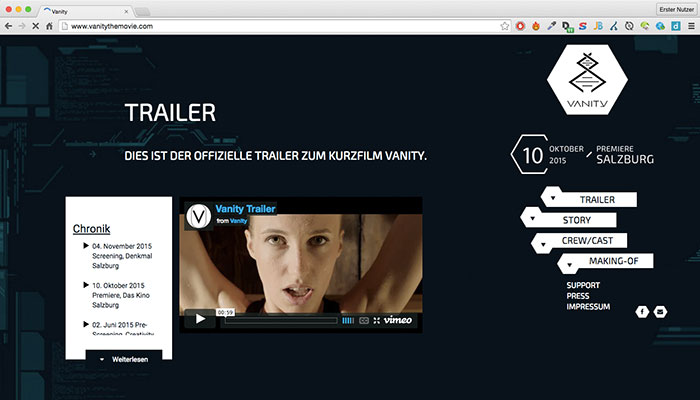 Vanity
Erster Nutzer
www.vanitythemovie.com
VANITY
TRAILER
DIES IST DER OFFIZIELLE TRAILER ZUM KURZFILM VANITY.
10 OKTOBER
2015
PREMIERE
SALZBURG
Chronik
04. November 2015
Screening, Denkmal
Salzburg
10. Oktober 2015
Premiere, Das Kino
Salzburg
02. Juni 2015 Pre-
Screening, Creativity
Weiterlesen
V
Vanity Trailer
from Vanity
00:59
CC
vimeo
TRAILER
STORY
CREW/CAST
MAKING-OF
SUPPORT
PRESS
IMPRESSUM